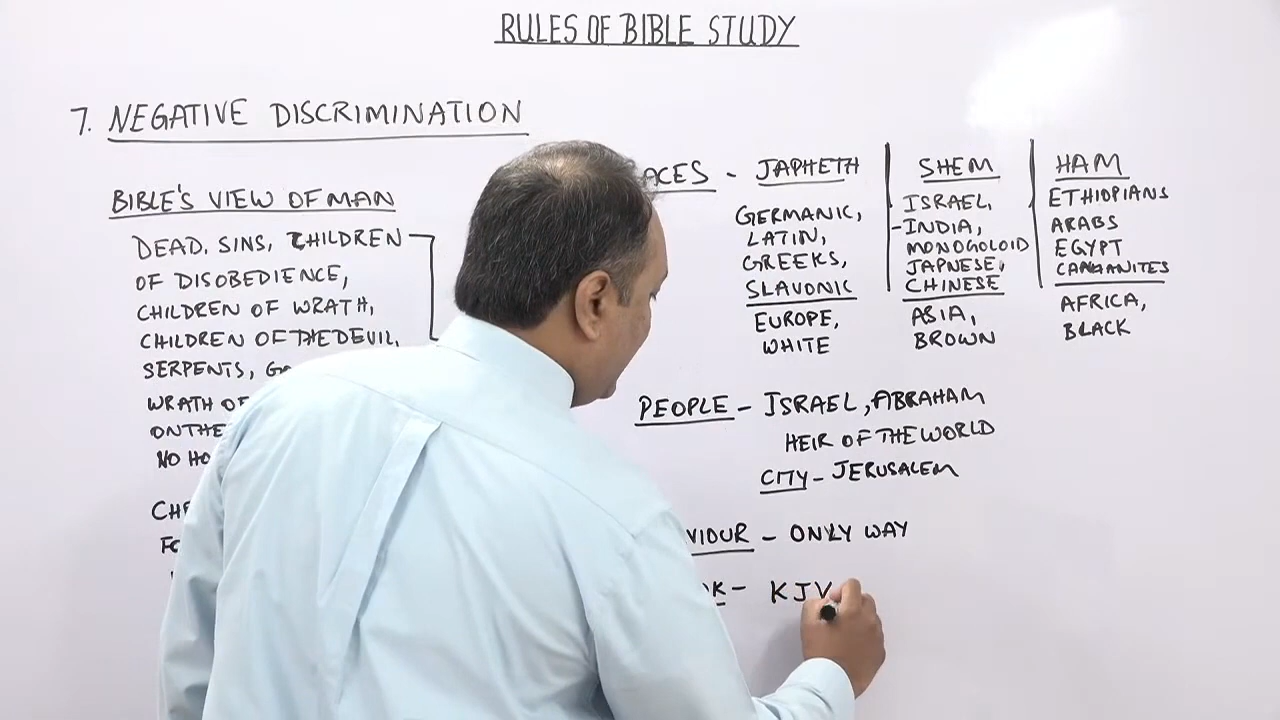 RULES OF BIBLE STUDY
7. NEGATIVE DISCRIMINATION
BIBLE'S VIEW OF MAN
DEAD, SINS, CHILDREN
OF DISOBEDIENCE,
CHILDREN OF WRATH,
CHILDREN OF THE DEVIL,
SERPENTS,
WRATH OF
ON THE
NO
ACES - JAPHETH
GERMANIC,
LATIN,
GREEKS,
SLAVONIC
EUROPE,
WHITE
SHEM
ISRAEL,
-INDIA,
MONOGOLOID
JAPNESE,
CHINESE
ASIA,
BROWN
HAM
ETHIOPIANS
ARABS
EGYPT
CANAANITES
AFRICA,
BLACK
PEOPLE - ISRAEL, ABRAHAM
HEIR OF THE WORLD
CITY - JERUSALEM
VIOUR - ONLY WAY
K - KJV